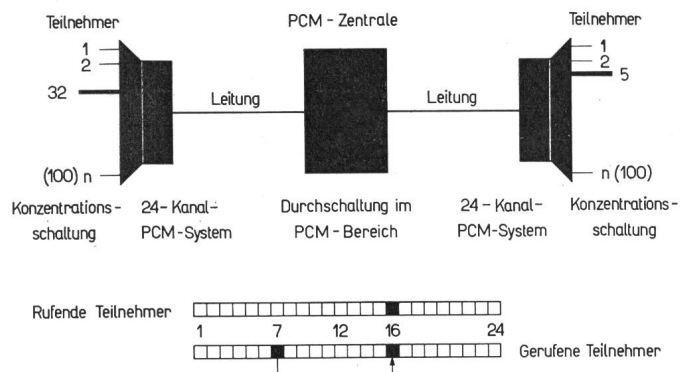 Teilnehmer
PCM - Zentrale
Teilnehmer
1
2
32
(100) n
Leitung
Leitung
1
2
5
n (100)
Konzentrations -
schaltung
24 - Kanal-
PCM-System
Durchschaltung im
PCM - Bereich
24 - Kanal-
PCM-System
Konzentrations -
schaltung
Rufende Teilnehmer
1 7 12 16 24
Gerufene Teilnehmer